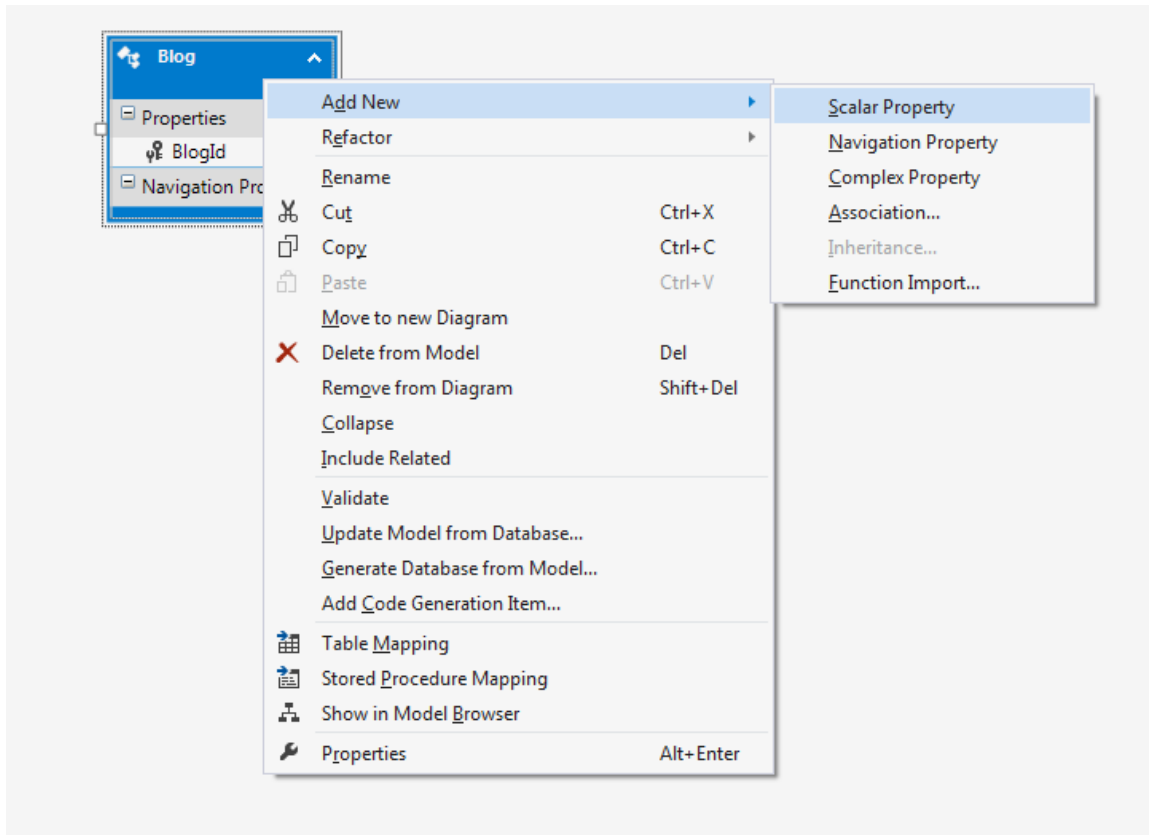 Blog
Properties
BlogId
Navigation Pro
Add New
Refactor
Rename
Cut Ctrl+X
Copy Ctrl+C
Paste Ctrl+V
Move to new Diagram
Delete from Model Del
Remove from Diagram Shift+Del
Collapse
Include Related
Validate
Update Model from Database...
Generate Database from Model...
Add Code Generation Item...
Table Mapping
Stored Procedure Mapping
Show in Model Browser
Properties Alt+Enter
Scalar Property
Navigation Property
Complex Property
Association...
Inheritance...
Function Import...